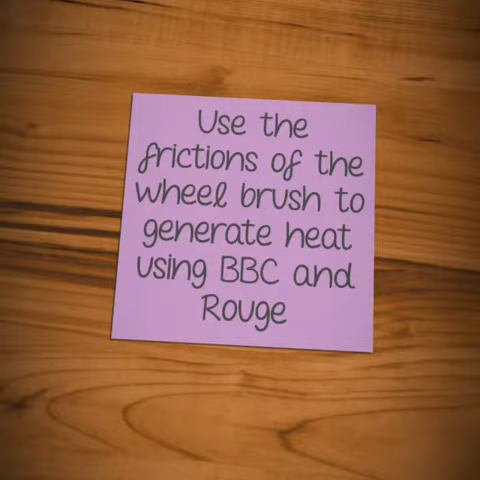 Use the
frictions of the
wheel brush to
generate heat
using BBC and
Rouge